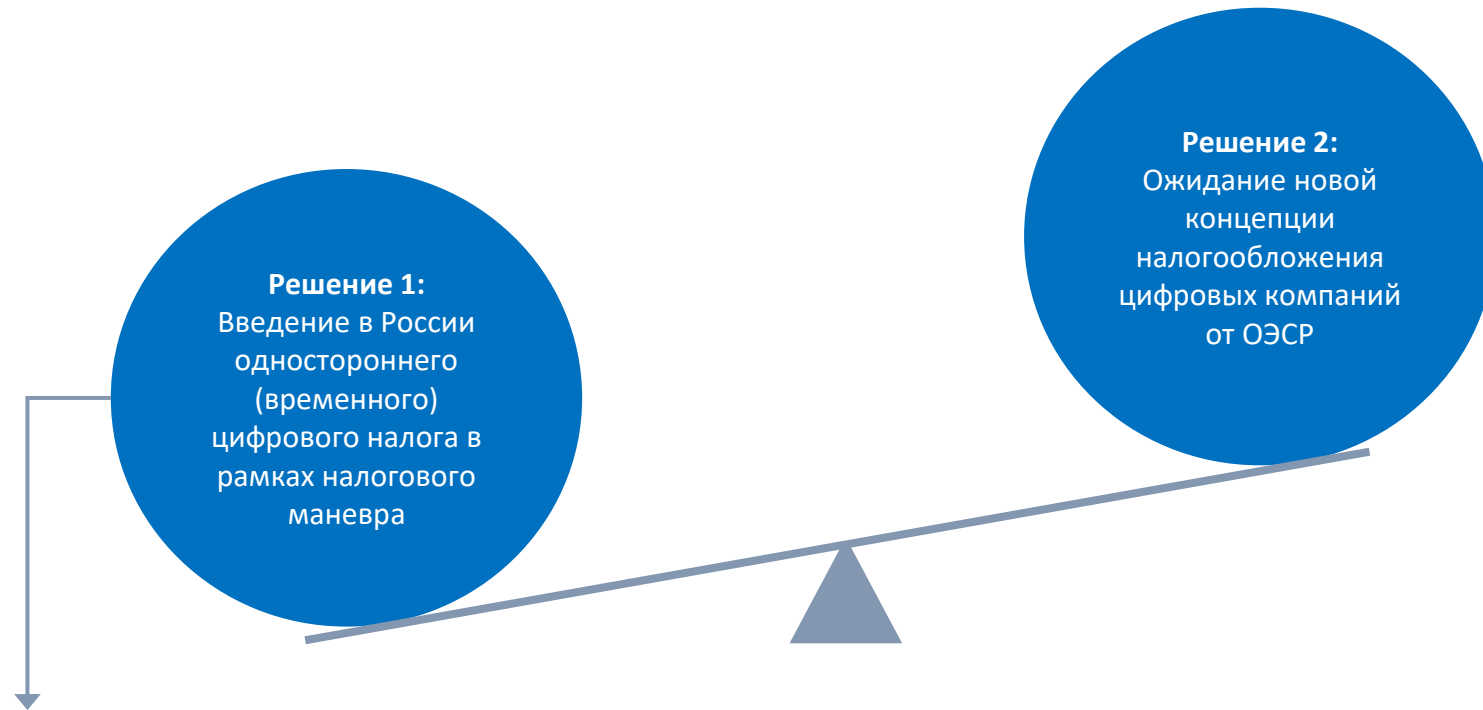 Решение 1:
Введение в России
одностороннего
(временного)
цифрового налога в
рамках налогового
маневра
Решение 2:
Ожидание новой
концепции
налогообложения
цифровых компаний
от ОЭСР